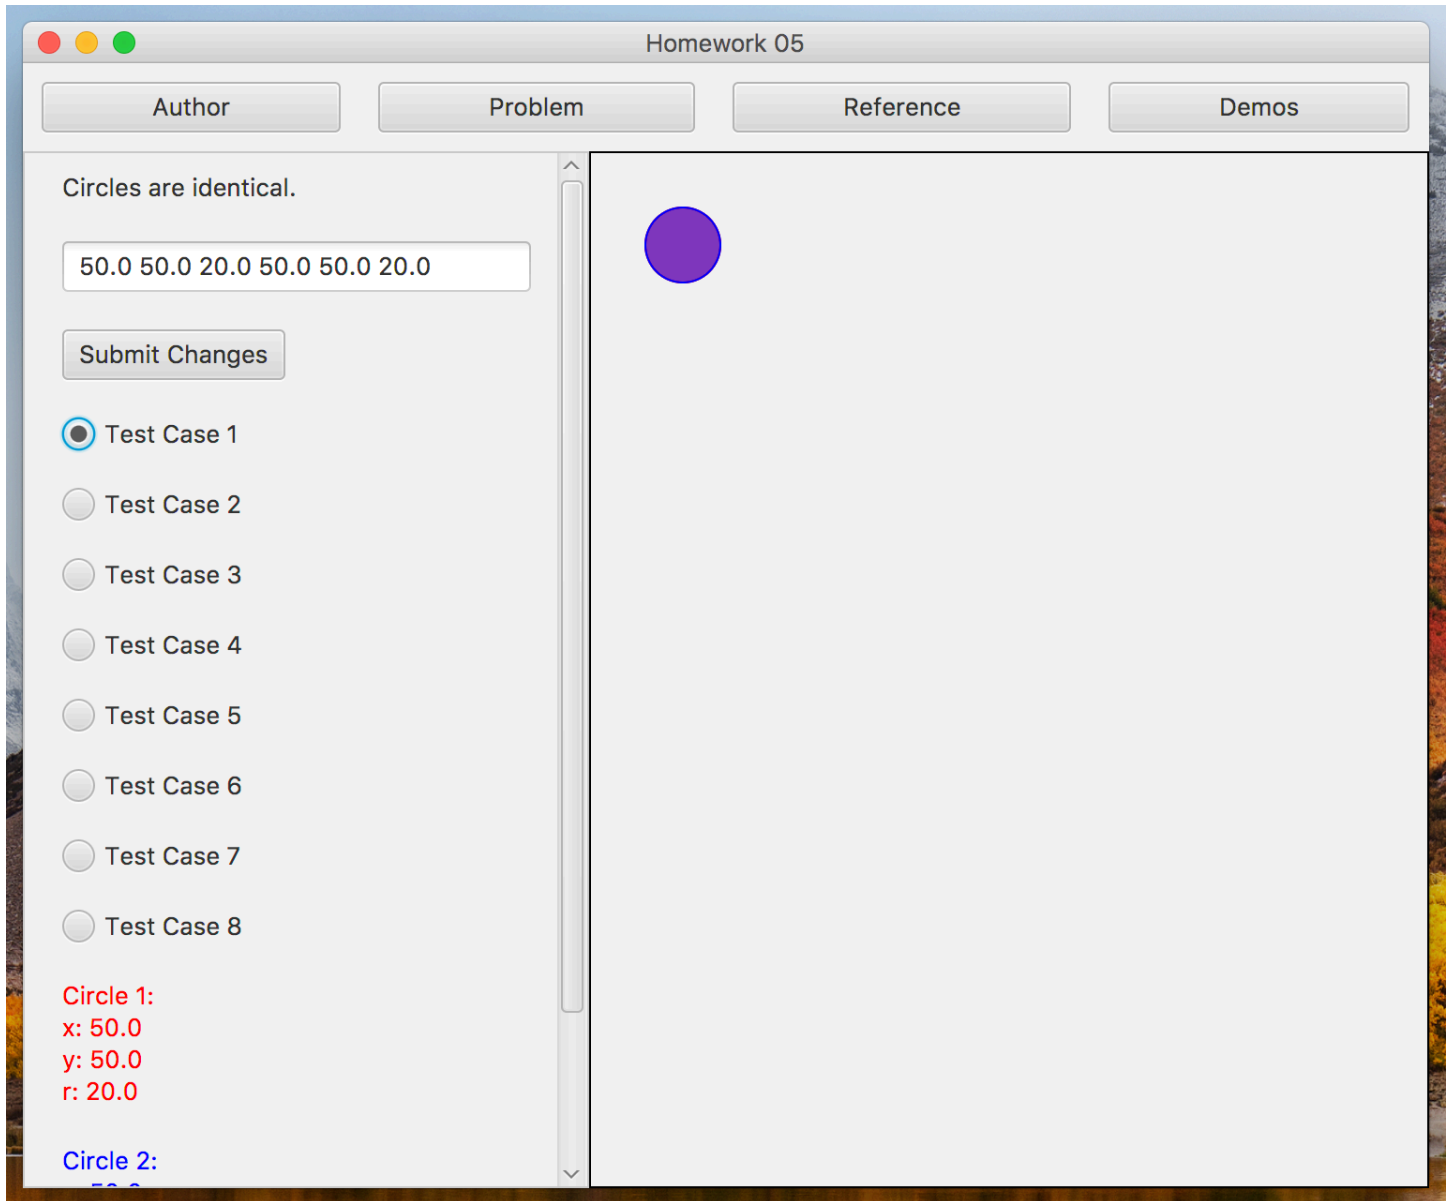 Homework 05
Author
Problem
Reference
Demos
Circles are identical.
50.0 50.0 20.0 50.0 50.0 20.0
Submit Changes
Test Case 1
Test Case 2
Test Case 3
Test Case 4
Test Case 5
Test Case 6
Test Case 7
Test Case 8
Circle 1:
x: 50.0
y: 50.0
r: 20.0
Circle 2: